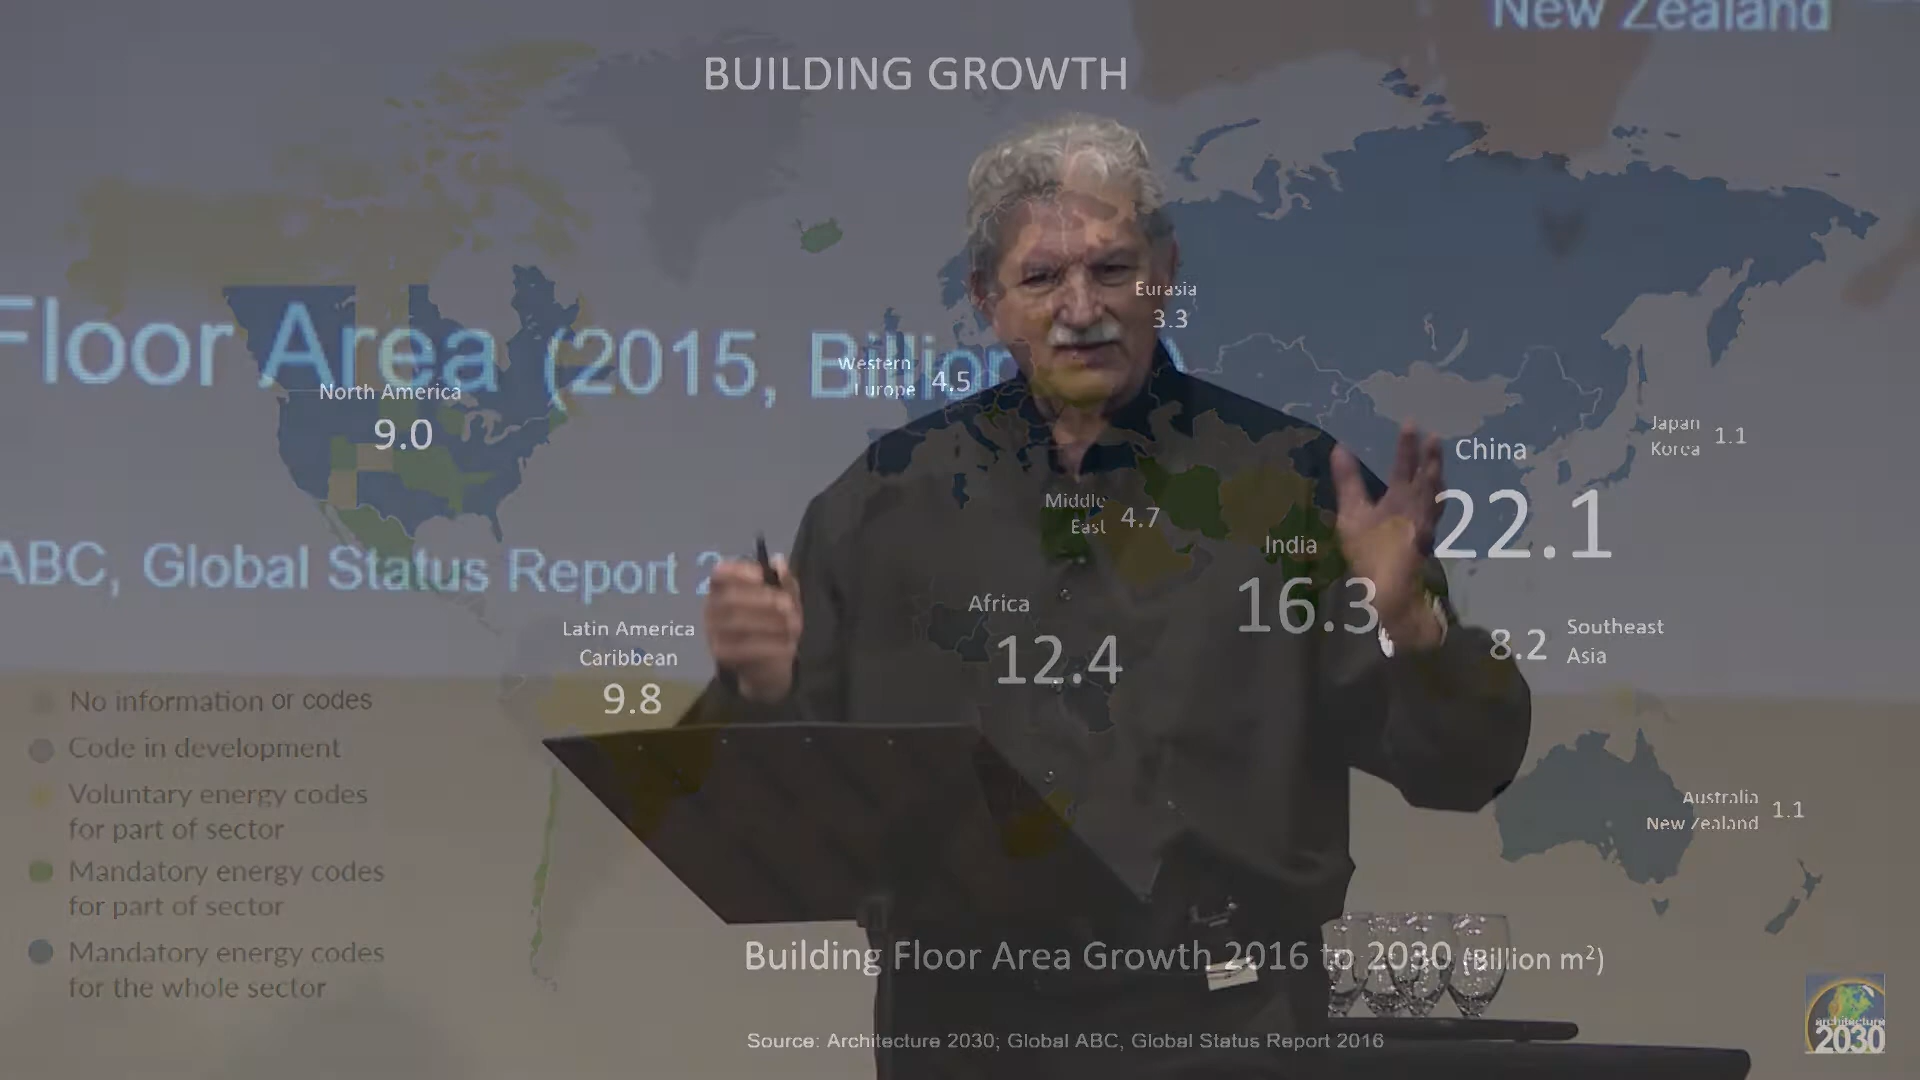 New Zealand
BUILDING GROWTH
Eurasia
3.3
Floor Area (2015, Billion
Western
Europe 4.5
North America
9.0
China
22.1
Japan
Korea 1.1
Middle
East 4.7
India
16.3
ABC, Global Status Report 2
Africa
12.4
Latin America
Caribbean
9.8
8.2 Southeast
Asia
No information or codes
Code in development
Voluntary energy codes
for part of sector
Mandatory energy codes
for part of sector
Mandatory energy codes
for the whole sector
Australia
New Zealand 1.1
Building Floor Area Growth 2016 to 2030 (Billion m²)
Source: Architecture 2030; Global ABC, Global Status Report 2016
architecture
2030